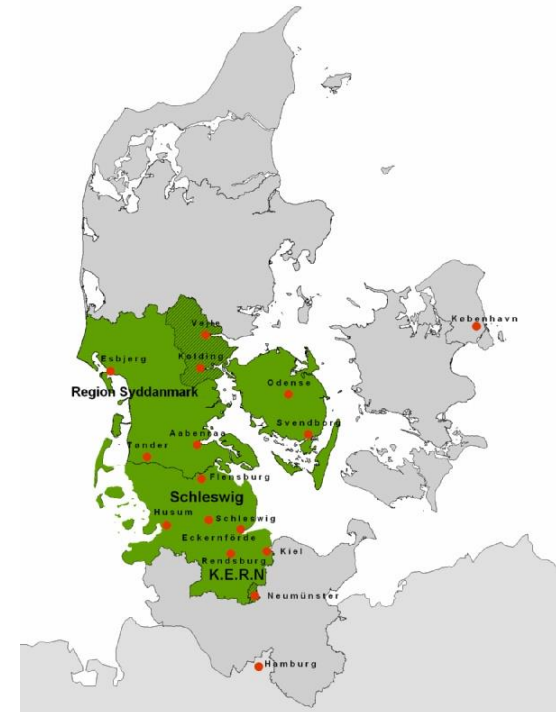 København
Vejle
Kolding
Esbjerg
Odense
Region Syddanmark
Svendborg
Aabenraa
Tønder
Flensburg
Schleswig
Husum
Schleswig
Eckernförde
Kiel
Rendsburg
K.E.R.N
Neumünster
Hamburg